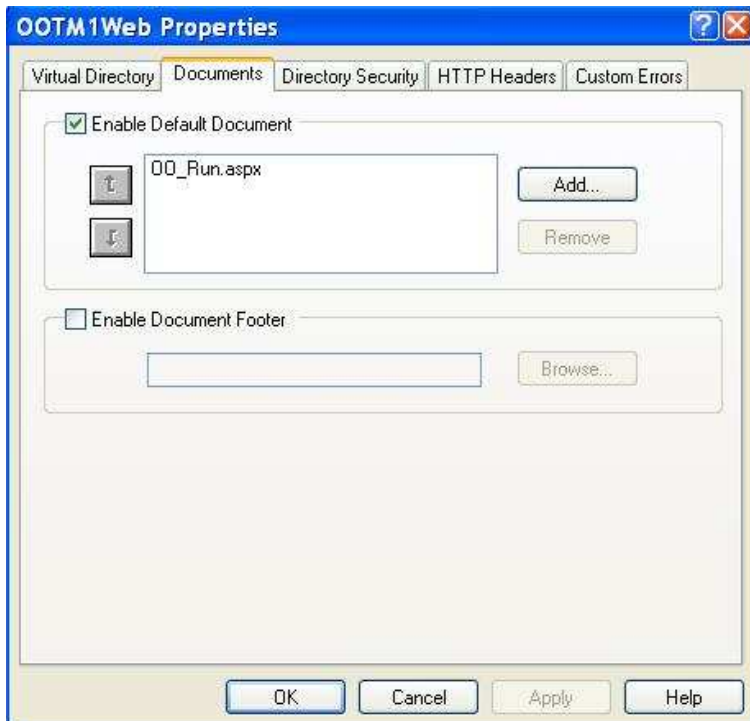 OOTM1Web Properties
Virtual Directory Documents Directory Security HTTP Headers Custom Errors
Enable Default Document
OO_Run.aspx
Add...
Remove
Enable Document Footer
Browse...
OK Cancel Apply Help